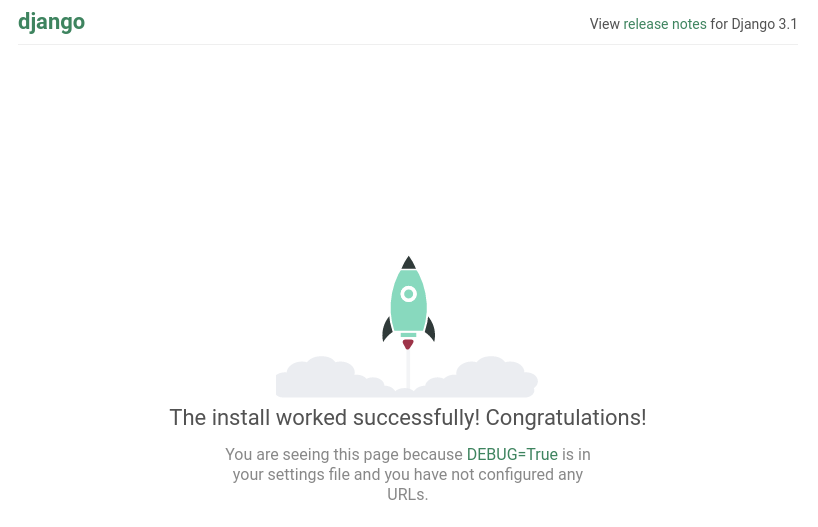 django
View release notes for Django 3.1
The install worked successfully! Congratulations!
You are seeing this page because DEBUG=True is in
your settings file and you have not configured any
URLs.